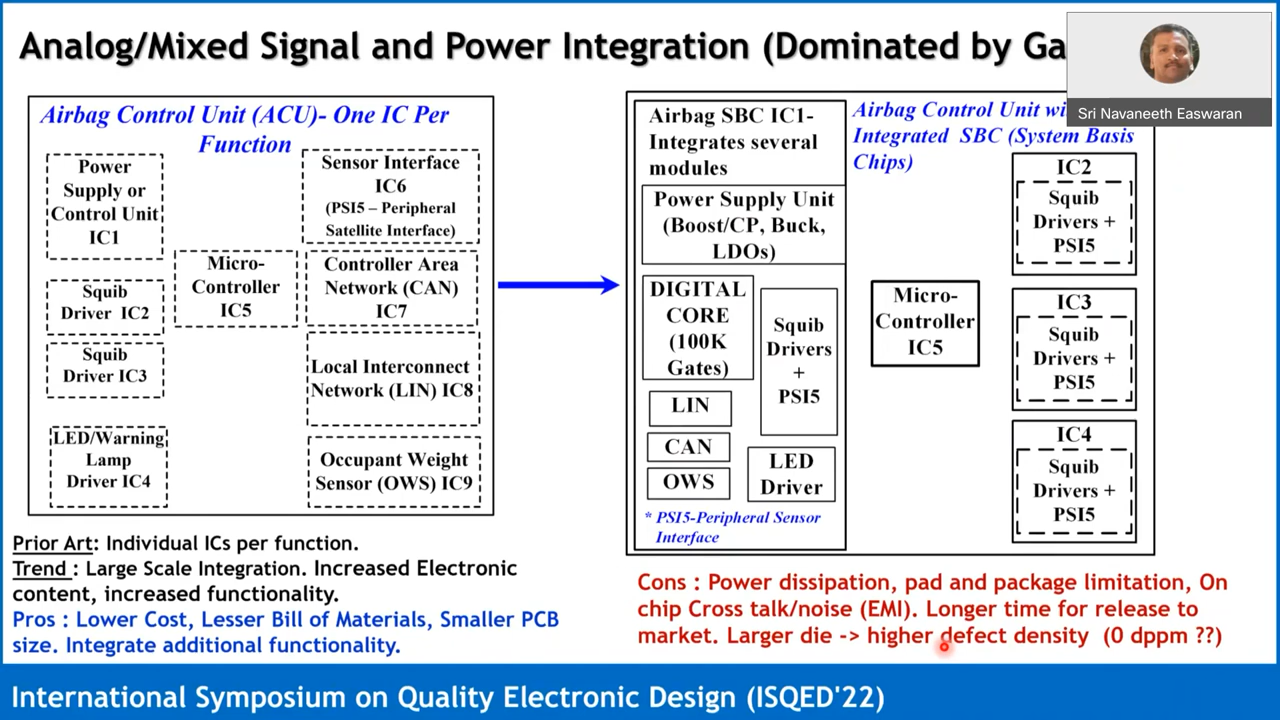 Analog/Mixed Signal and Power Integration (Dominated by Ga
Sri Navaneeth Easwaran
Airbag Control Unit (ACU)- One IC Per
Function
Power
Supply or
Control Unit
IC1
Sensor Interface
IC6
(PSI5 – Peripheral
Satellite Interface)
Micro-
Controller
IC5
Controller Area
Network (CAN)
IC7
Squib
Driver IC2
Squib
Driver IC3
Local Interconnect
Network (LIN) IC8
LED/Warning
Lamp
Driver IC4
Occupant Weight
Sensor (OWS) IC9
Airbag SBC IC1-
Integrates several
modules
Power Supply Unit
(Boost/CP, Buck,
LDOs)
DIGITAL
CORE
(100K
Gates)
Squib
Drivers
+
PSI5
LIN
CAN
OWS
LED
Driver
* PSI5-Peripheral Sensor
Interface
Airbag Control Unit wi
Integrated SBC (System Basis
Chips)
Micro-
Controller
IC5
IC2
Squib
Drivers +
PSI5
IC3
Squib
Drivers +
PSI5
IC4
Squib
Drivers +
PSI5
Prior Art: Individual ICs per function.
Trend : Large Scale Integration. Increased Electronic
content, increased functionality.
Pros : Lower Cost, Lesser Bill of Materials, Smaller PCB
size. Integrate additional functionality.
Cons : Power dissipation, pad and package limitation, On
chip Cross talk/noise (EMI). Longer time for release to
market. Larger die -> higher defect density (0 dppm ??)
International Symposium on Quality Electronic Design (ISQED'22)